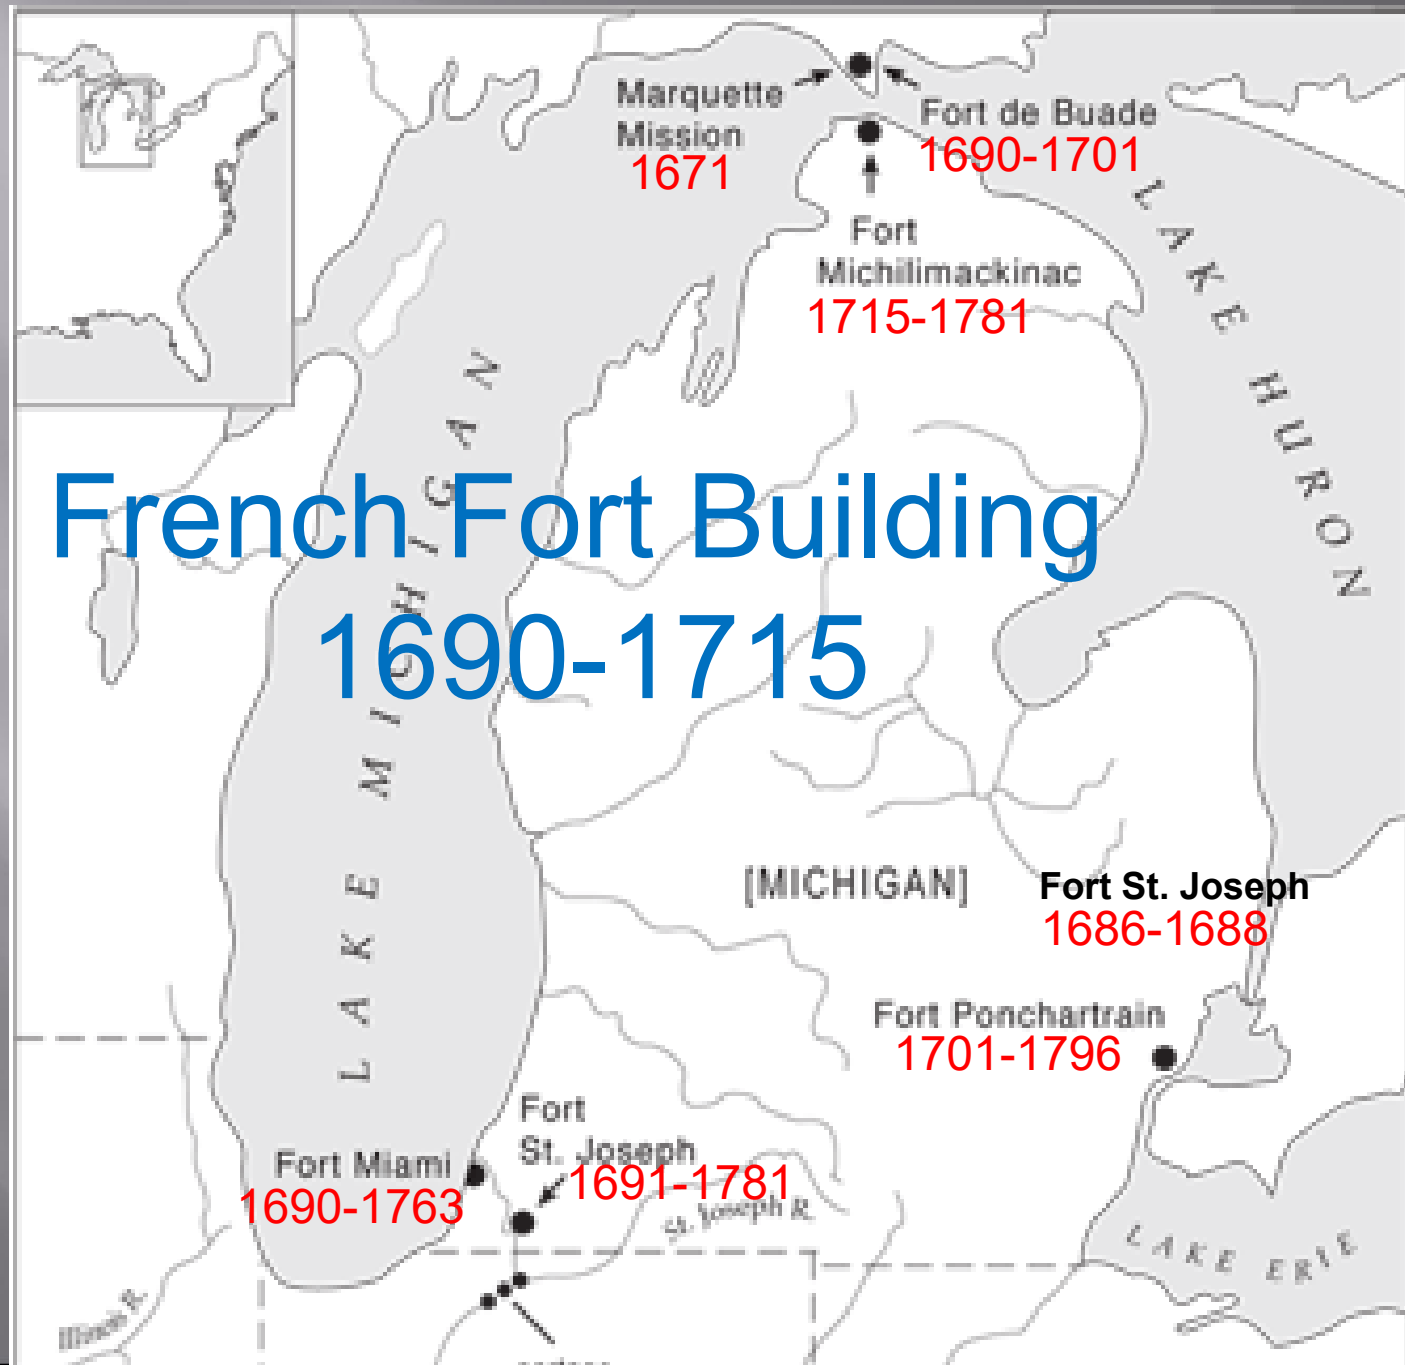 Marquette
Mission
1671
Fort de Buade
1690-1701
Fort
Michilimackinac
1715-1781
LAKE HURON
LAKE MICHIGAN
French Fort Building
1690-1715
[MICHIGAN]
Fort St. Joseph
1686-1688
Fort Ponchartrain
1701-1796
Fort
St. Joseph
1691-1781
Fort Miami
1690-1763
St. Joseph R.
LAKE ERIE
Illinois R.